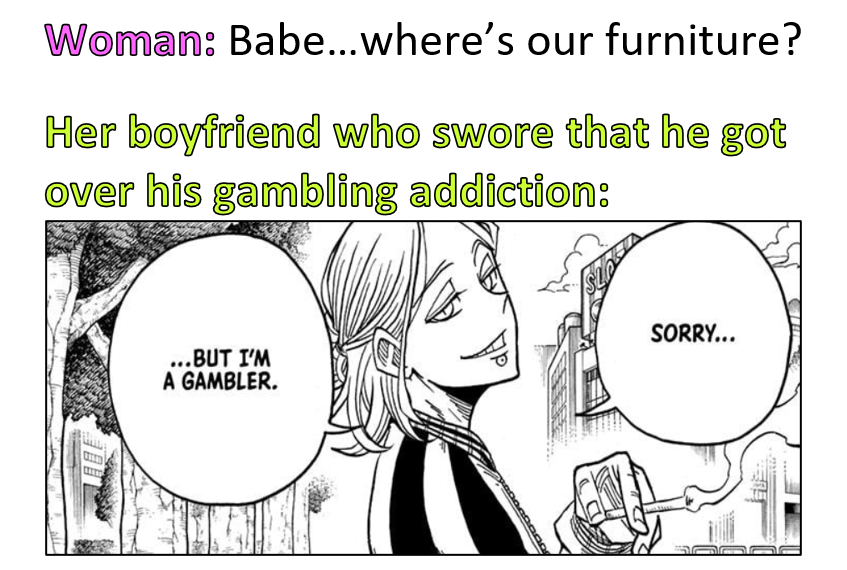 Woman: Babe...where's our furniture?
Her boyfriend who swore that he got
over his gambling addiction:
SORRY...
...BUT I'M
A GAMBLER.
SLO